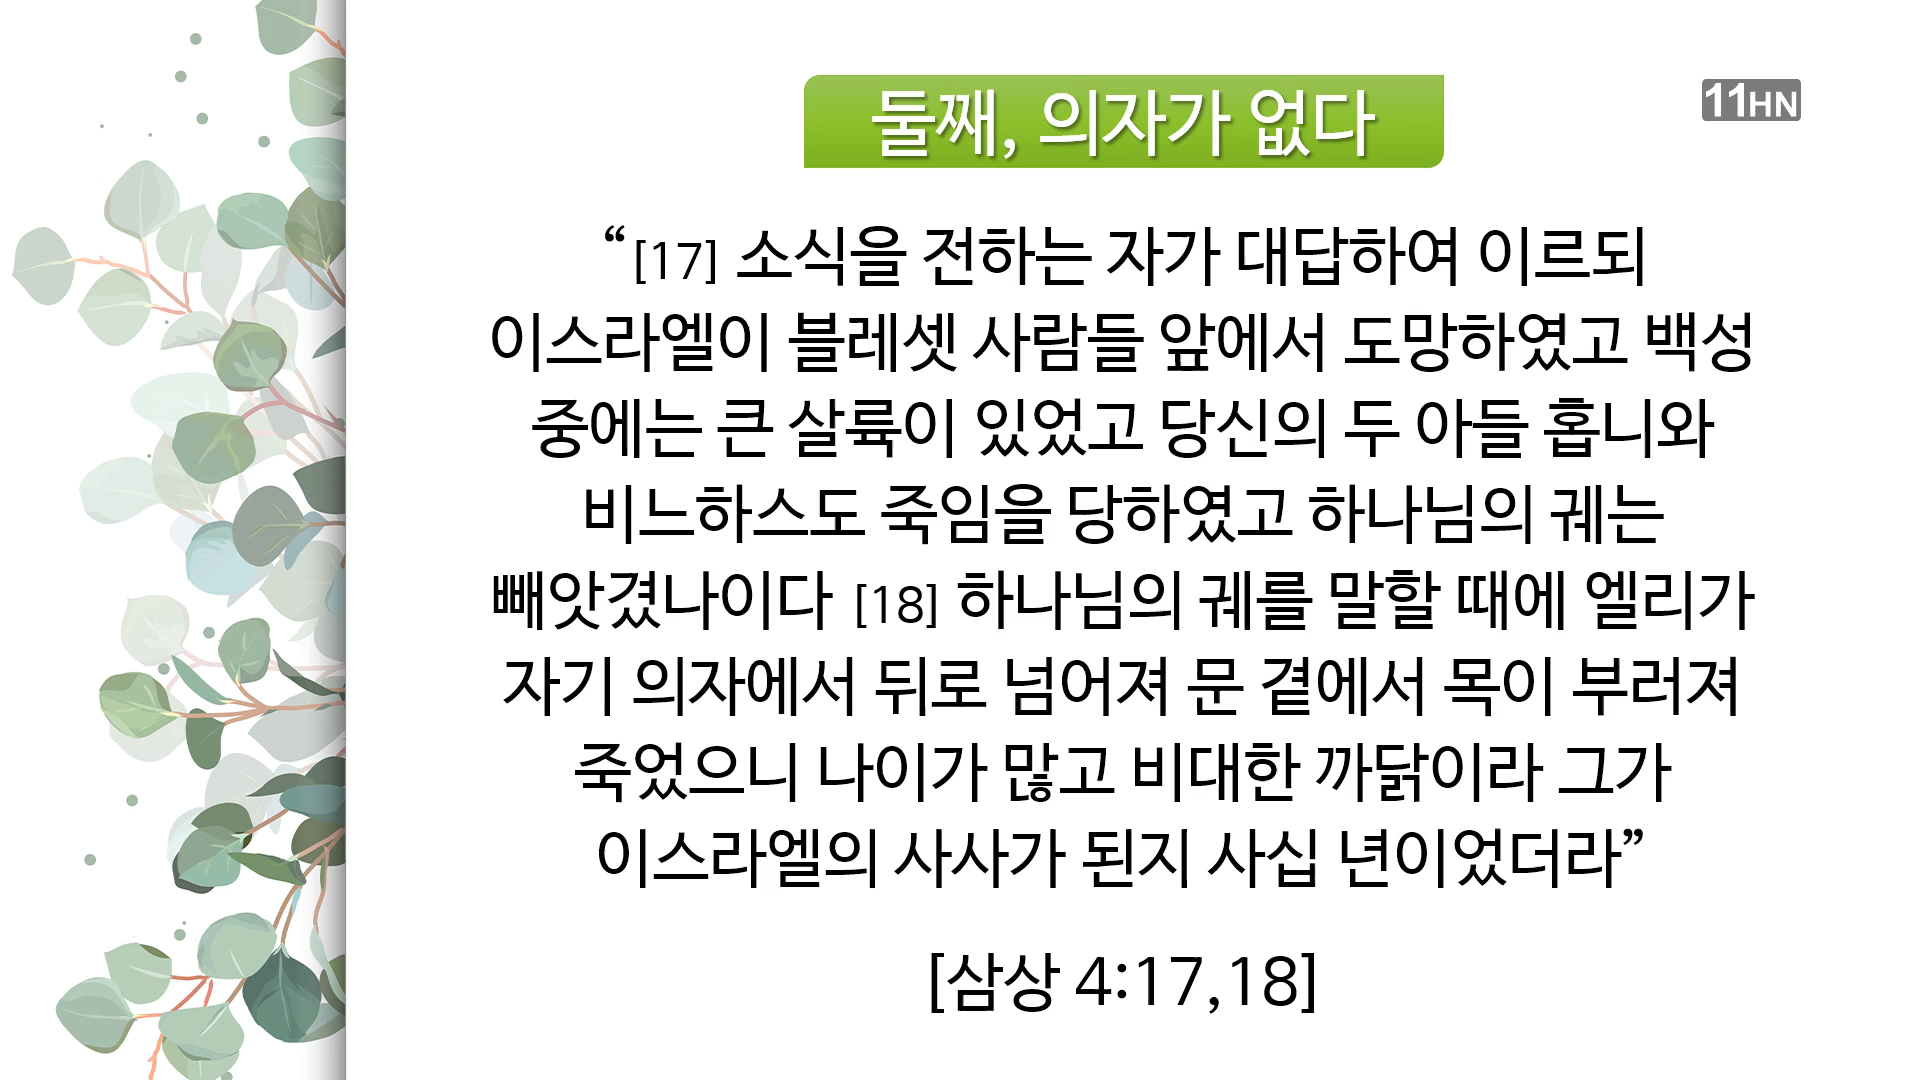 둘째, 의자가 없다
11HN
“[17] 소식을 전하는 자가 대답하여 이르되
이스라엘이 블레셋 사람들 앞에서 도망하였고 백성
중에는 큰 살륙이 있었고 당신의 두 아들 홉니와
비느하스도 죽임을 당하였고 하나님의 궤는
빼앗겼나이다 [18] 하나님의 궤를 말할 때에 엘리가
자기 의자에서 뒤로 넘어져 문 곁에서 목이 부러져
죽었으니 나이가 많고 비대한 까닭이라 그가
이스라엘의 사사가 된지 사십 년이었더라”
[삼상 4:17,18]